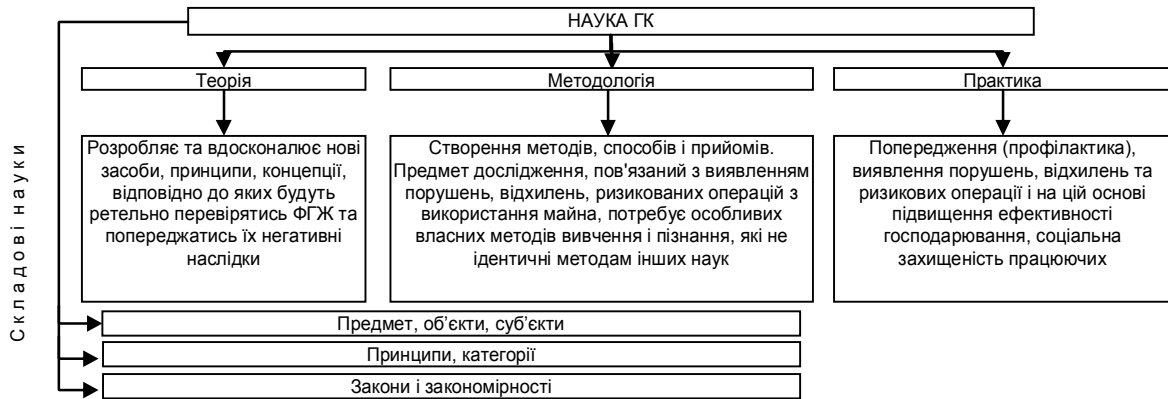 НАУКА ГК
Теорія
Методологія
Практика
Розробляє та вдосконалює нові
засоби, принципи, концепції,
відповідно до яких будуть
ретельно перевірятись ФГЖ та
попереджатись їх негативні
наслідки
Створення методів, способів і прийомів.
Предмет дослідження, пов'язаний з виявленням
порушень, відхилень, ризикованих операцій з
використання майна, потребує особливих
власних методів вивчення і пізнання, які не
ідентичні методам інших наук
Попередження (профілактика),
виявлення порушень, відхилень та
ризикових операції і на цій основі
підвищення ефективності
господарювання, соціальна
захищеність працюючих
Складові науки
Предмет, об’єкти, суб’єкти
Принципи, категорії
Закони і закономірності